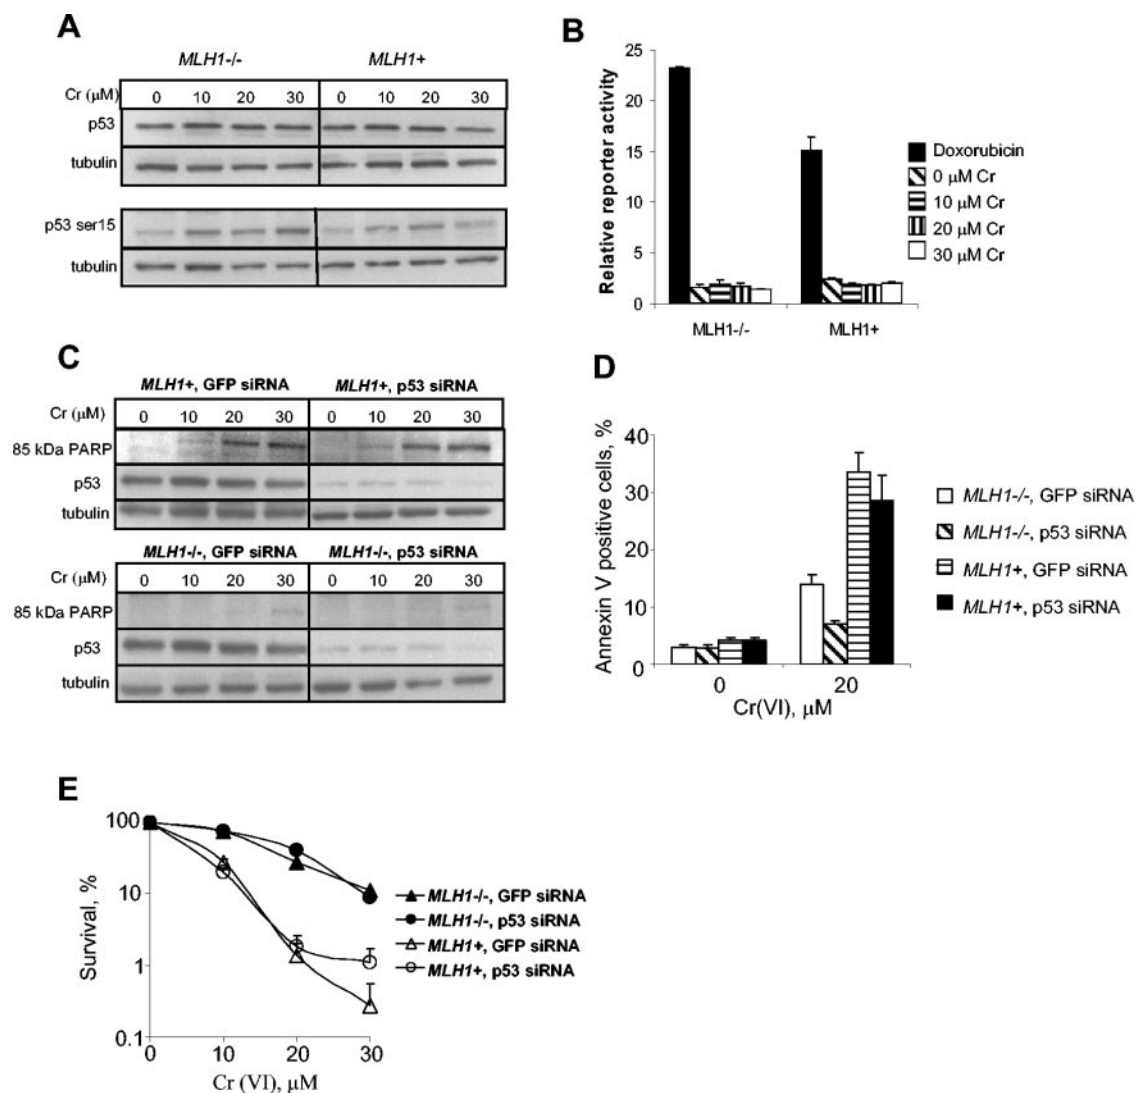 A
MLH1-/- MLH1+
Cr (μM) 0 10 20 30 0 10 20 30
p53
tubulin
p53 ser15
tubulin
B
Relative reporter activity
25
20
15
10
5
0
MLH1-/- MLH1+
Doxorubicin
0 μM Cr
10 μM Cr
20 μM Cr
30 μM Cr
C
MLH1+, GFP siRNA MLH1+, p53 siRNA
Cr (μM) 0 10 20 30 0 10 20 30
85 kDa PARP
p53
tubulin
MLH1-/-, GFP siRNA MLH1-/-, p53 siRNA
Cr (μM) 0 10 20 30 0 10 20 30
85 kDa PARP
p53
tubulin
D
Annexin V positive cells, %
40
30
20
10
0
0 20
Cr(VI), μM
MLH1-/-, GFP siRNA
MLH1-/-, p53 siRNA
MLH1+, GFP siRNA
MLH1+, p53 siRNA
E
Survival, %
100
10
1
0.1
0 10 20 30
Cr (VI), μM
MLH1-/-, GFP siRNA
MLH1-/-, p53 siRNA
MLH1+, GFP siRNA
MLH1+, p53 siRNA